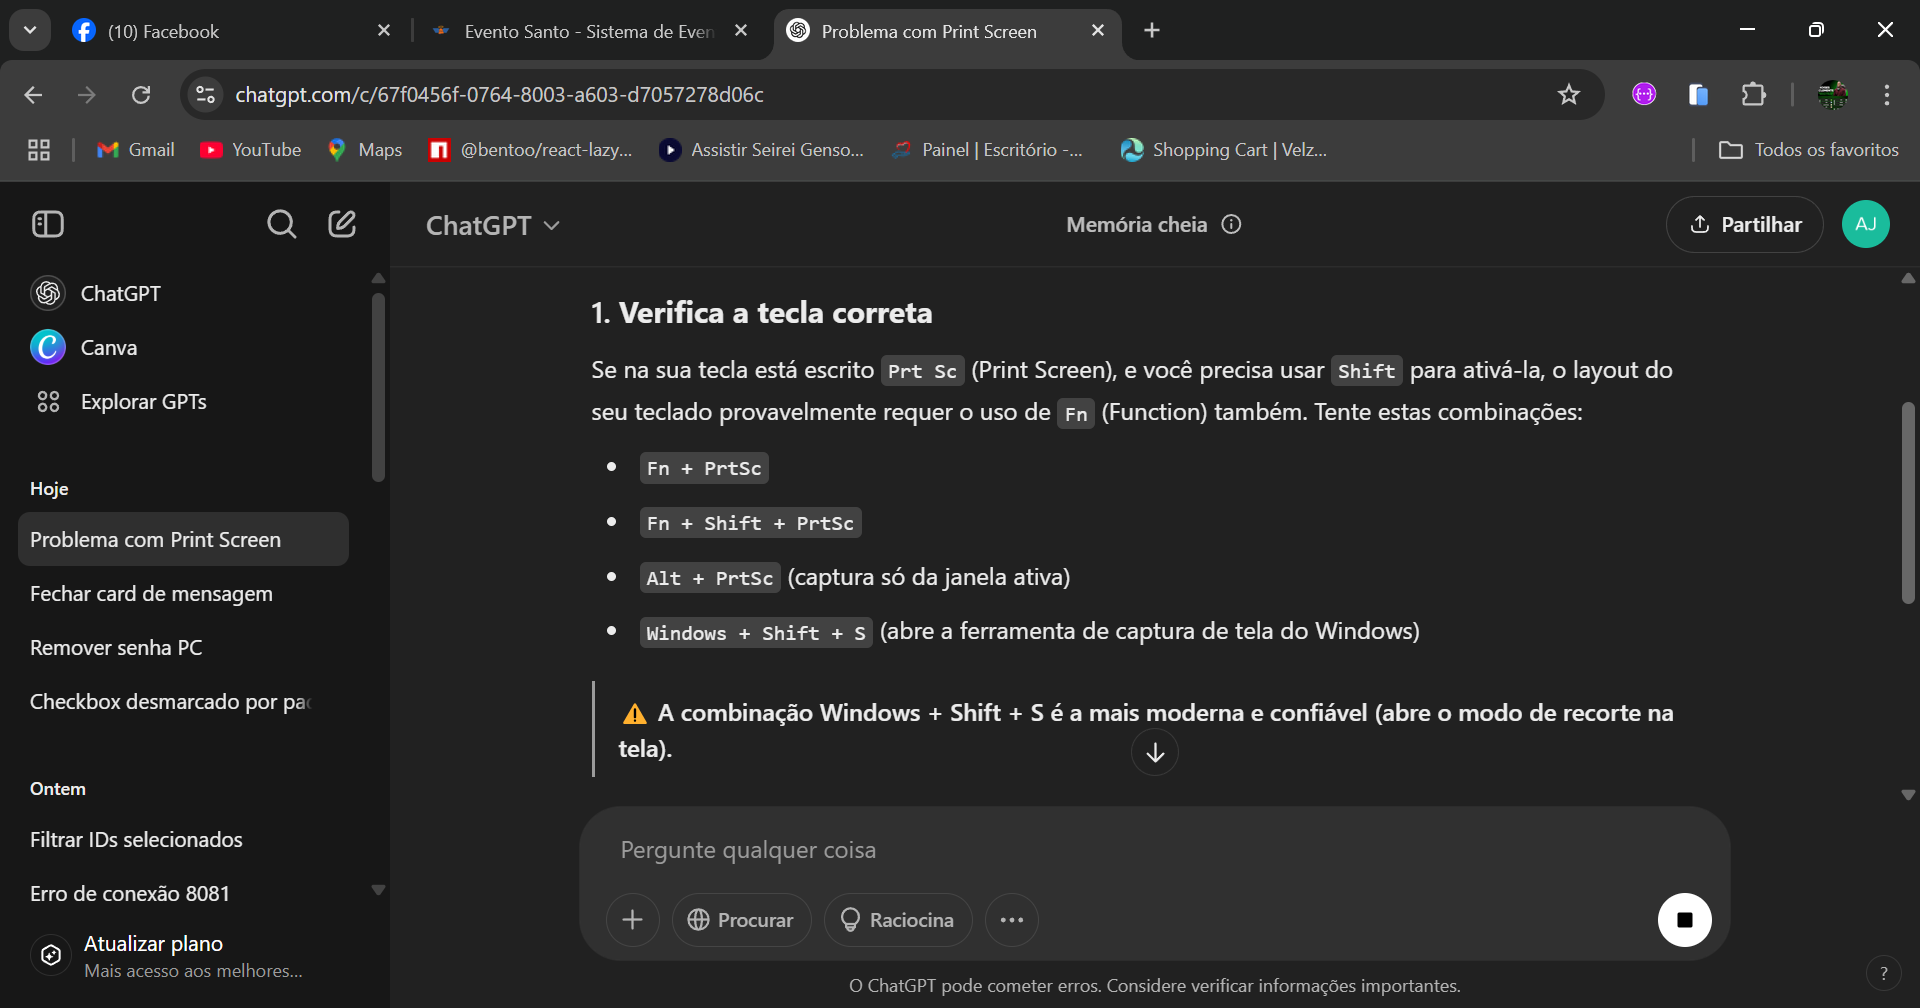 (10) Facebook
Evento Santo - Sistema de Even
Problema com Print Screen
chatgpt.com/c/67f0456f-0764-8003-a603-d7057278d06c
Gmail
YouTube
Maps
@bentoo/react-lazy...
Assistir Seirei Genso...
Painel | Escritório -...
Shopping Cart | Velz...
Todos os favoritos
ChatGPT
Memória cheia
Partilhar
AJ
ChatGPT
Canva
Explorar GPTs
Hoje
Problema com Print Screen
Fechar card de mensagem
Remover senha PC
Checkbox desmarcado por pa
Ontem
Filtrar IDs selecionados
Erro de conexão 8081
Atualizar plano
Mais acesso aos melhores...
1. Verifica a tecla correta
Se na sua tecla está escrito Prt Sc (Print Screen), e você precisa usar Shift para ativá-la, o layout do
seu teclado provavelmente requer o uso de Fn (Function) também. Tente estas combinações:
• Fn + PrtSc
• Fn + Shift + PrtSc
• Alt + PrtSc (captura só da janela ativa)
• Windows + Shift + S (abre a ferramenta de captura de tela do Windows)
⚠️ A combinação Windows + Shift + S é a mais moderna e confiável (abre o modo de recorte na
tela).
Pergunte qualquer coisa
Procurar
Raciocina
O ChatGPT pode cometer erros. Considere verificar informações importantes.
?